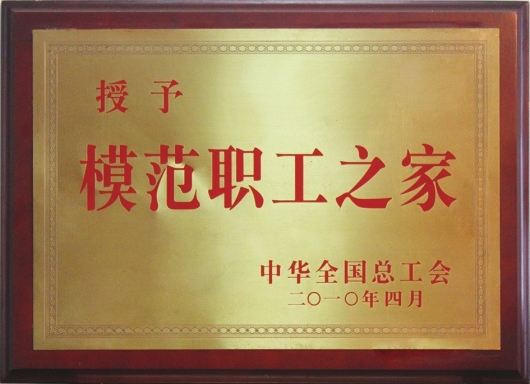 授予
模范职工之家
中华全国总工会
二〇一〇年四月